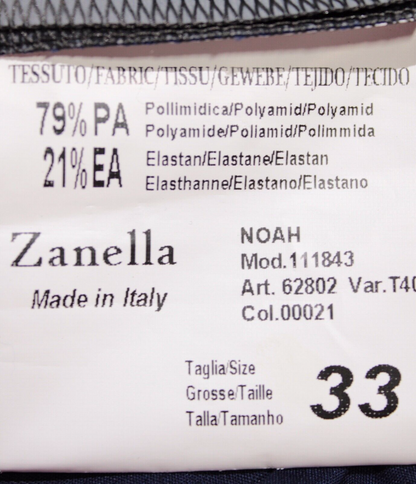 TESSUTO/FABRIC/TISSU/GEWEBE/TEJIDO/TECIDO
79% PA Pollimidica/Polyamid/Polyamid
Polyamide/Poliamid/Polimmida
21% EA Elastan/Elastane/Elastan
Elasthanne/Elastano/Elastano
Zanella
Made in Italy
NOAH
Mod.111843
Art. 62802 Var.T40
Col.00021
Taglia/Size
Grosse/Taille
Talla/Tamanho
33